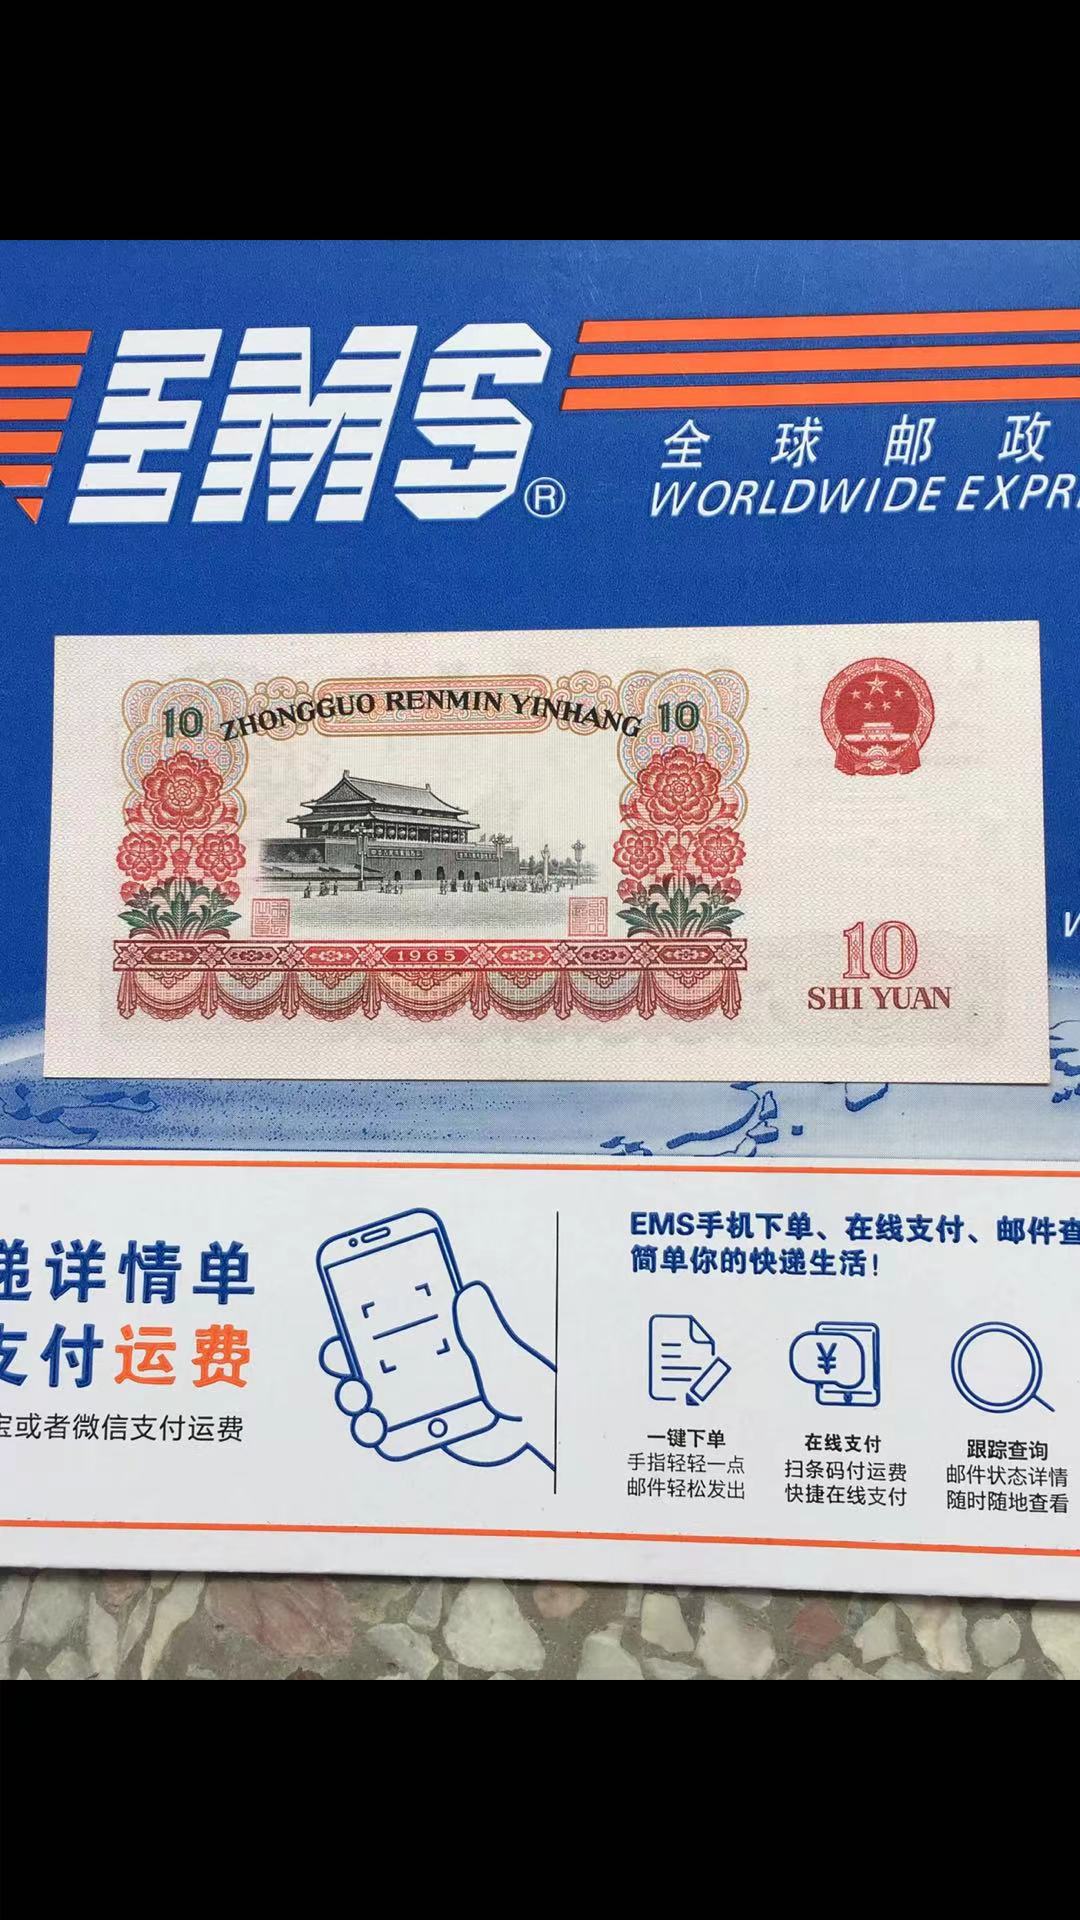 EMS®
全球邮政
WORLDWIDE EXPR
10 ZHONGGUO RENMIN YINHANG 10
1965
10
SHI YUAN
递详情单
支付运费
宝或者微信支付运费
EMS手机下单、在线支付、邮件查
简单你的快递生活!
¥
一键下单
手指轻轻一点
邮件轻松发出
在线支付
扫条码付运费
快捷在线支付
跟踪查询
邮件状态详情
随时随地查看